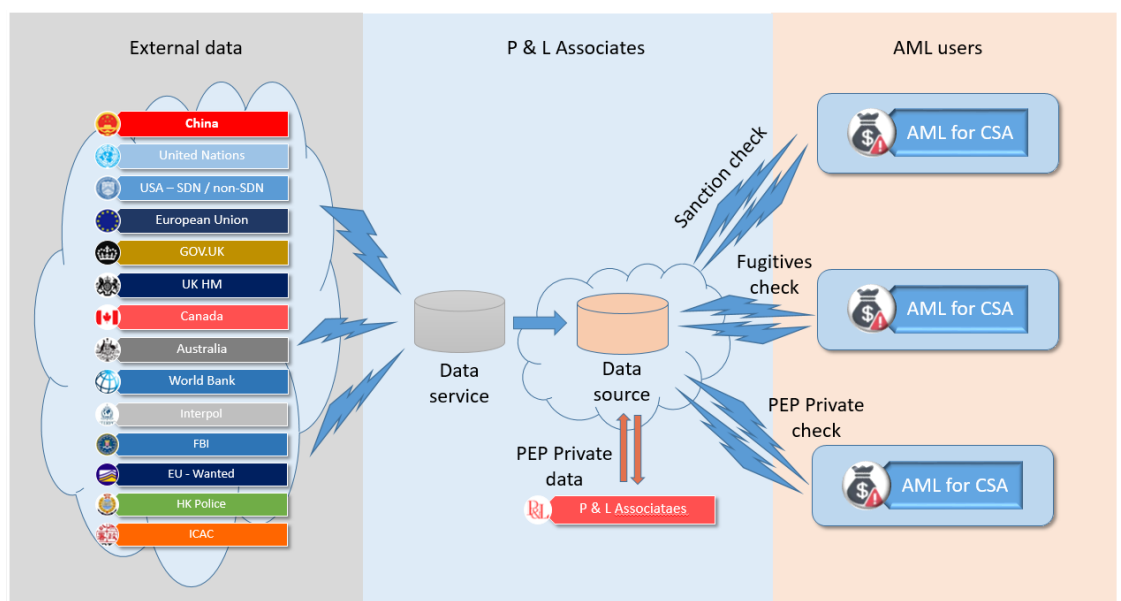 External data
P & L Associates
AML users
China
United Nations
USA – SDN / non-SDN
European Union
GOV.UK
UK HM
Canada
Australia
World Bank
Interpol
FBI
EU - Wanted
HK Police
ICAC
Data
service
Data
source
PEP Private
data
P & L Associataes
Sanction check
Fugitives
check
PEP Private
check
AML for CSA
AML for CSA
AML for CSA